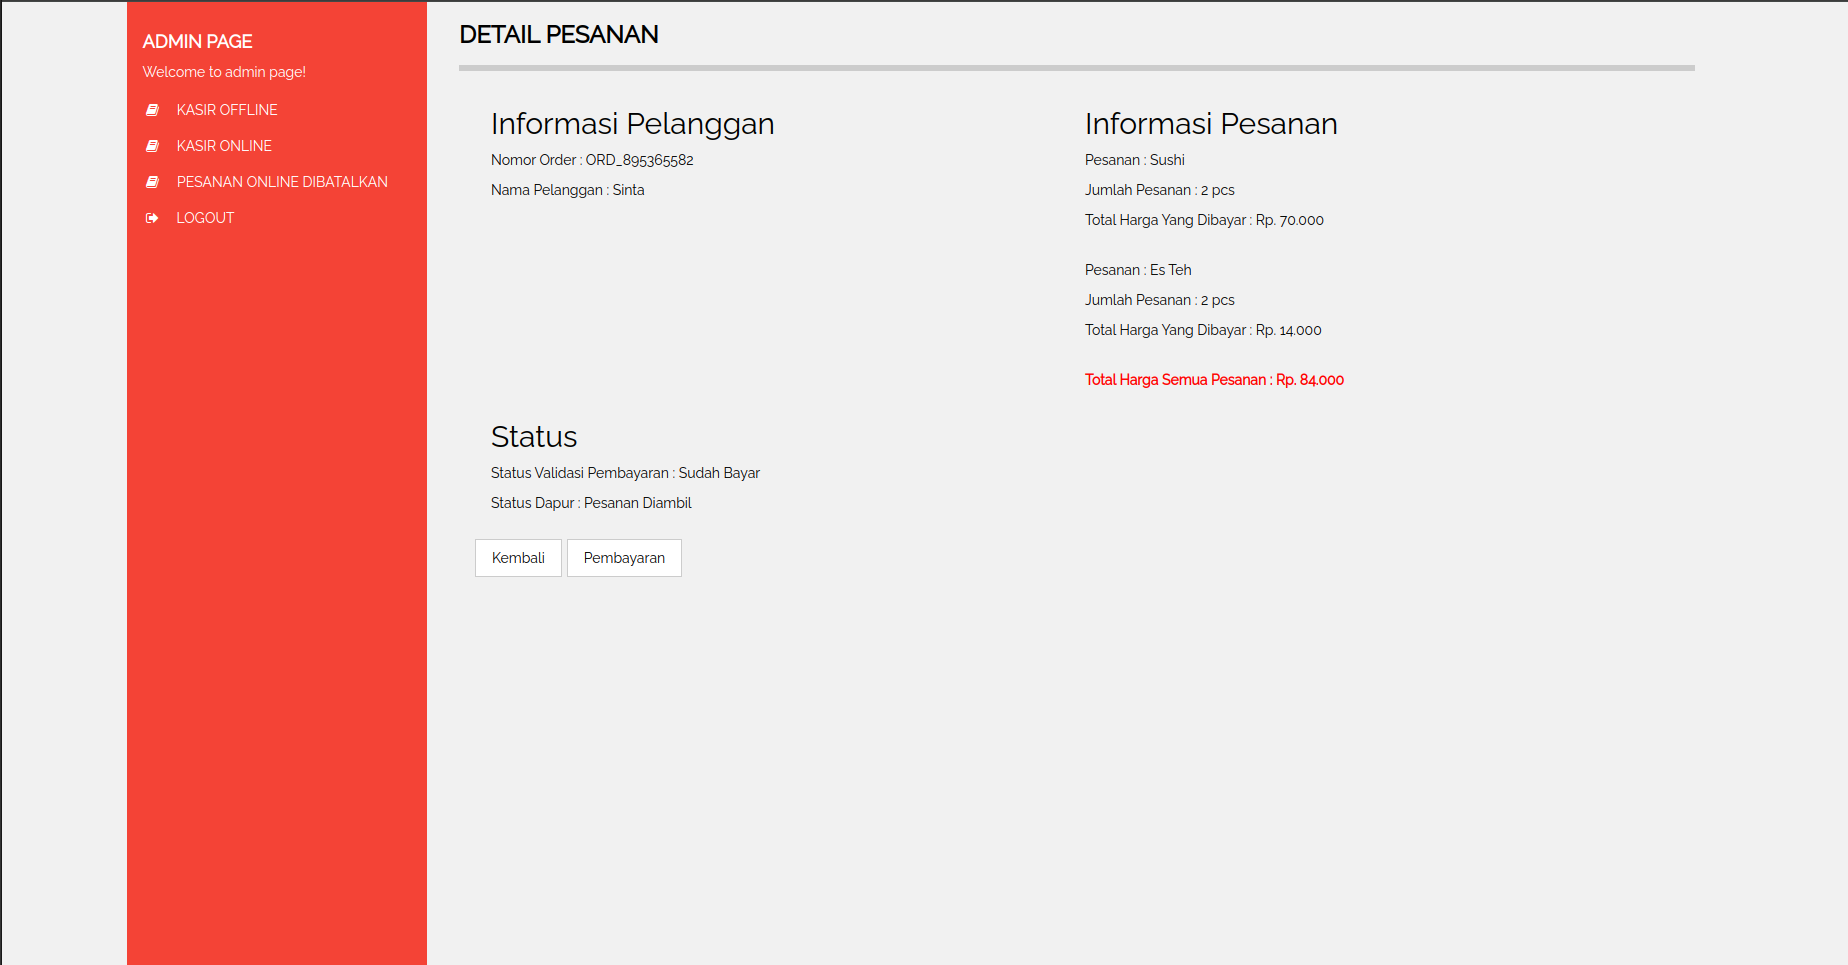 ADMIN PAGE
Welcome to admin page!
KASIR OFFLINE
KASIR ONLINE
PESANAN ONLINE DIBATALKAN
LOGOUT
DETAIL PESANAN
Informasi Pelanggan
Nomor Order : ORD_895365582
Nama Pelanggan : Sinta
Informasi Pesanan
Pesanan : Sushi
Jumlah Pesanan : 2 pcs
Total Harga Yang Dibayar : Rp. 70.000
Pesanan : Es Teh
Jumlah Pesanan : 2 pcs
Total Harga Yang Dibayar : Rp. 14.000
Total Harga Semua Pesanan : Rp. 84.000
Status
Status Validasi Pembayaran : Sudah Bayar
Status Dapur : Pesanan Diambil
Kembali
Pembayaran